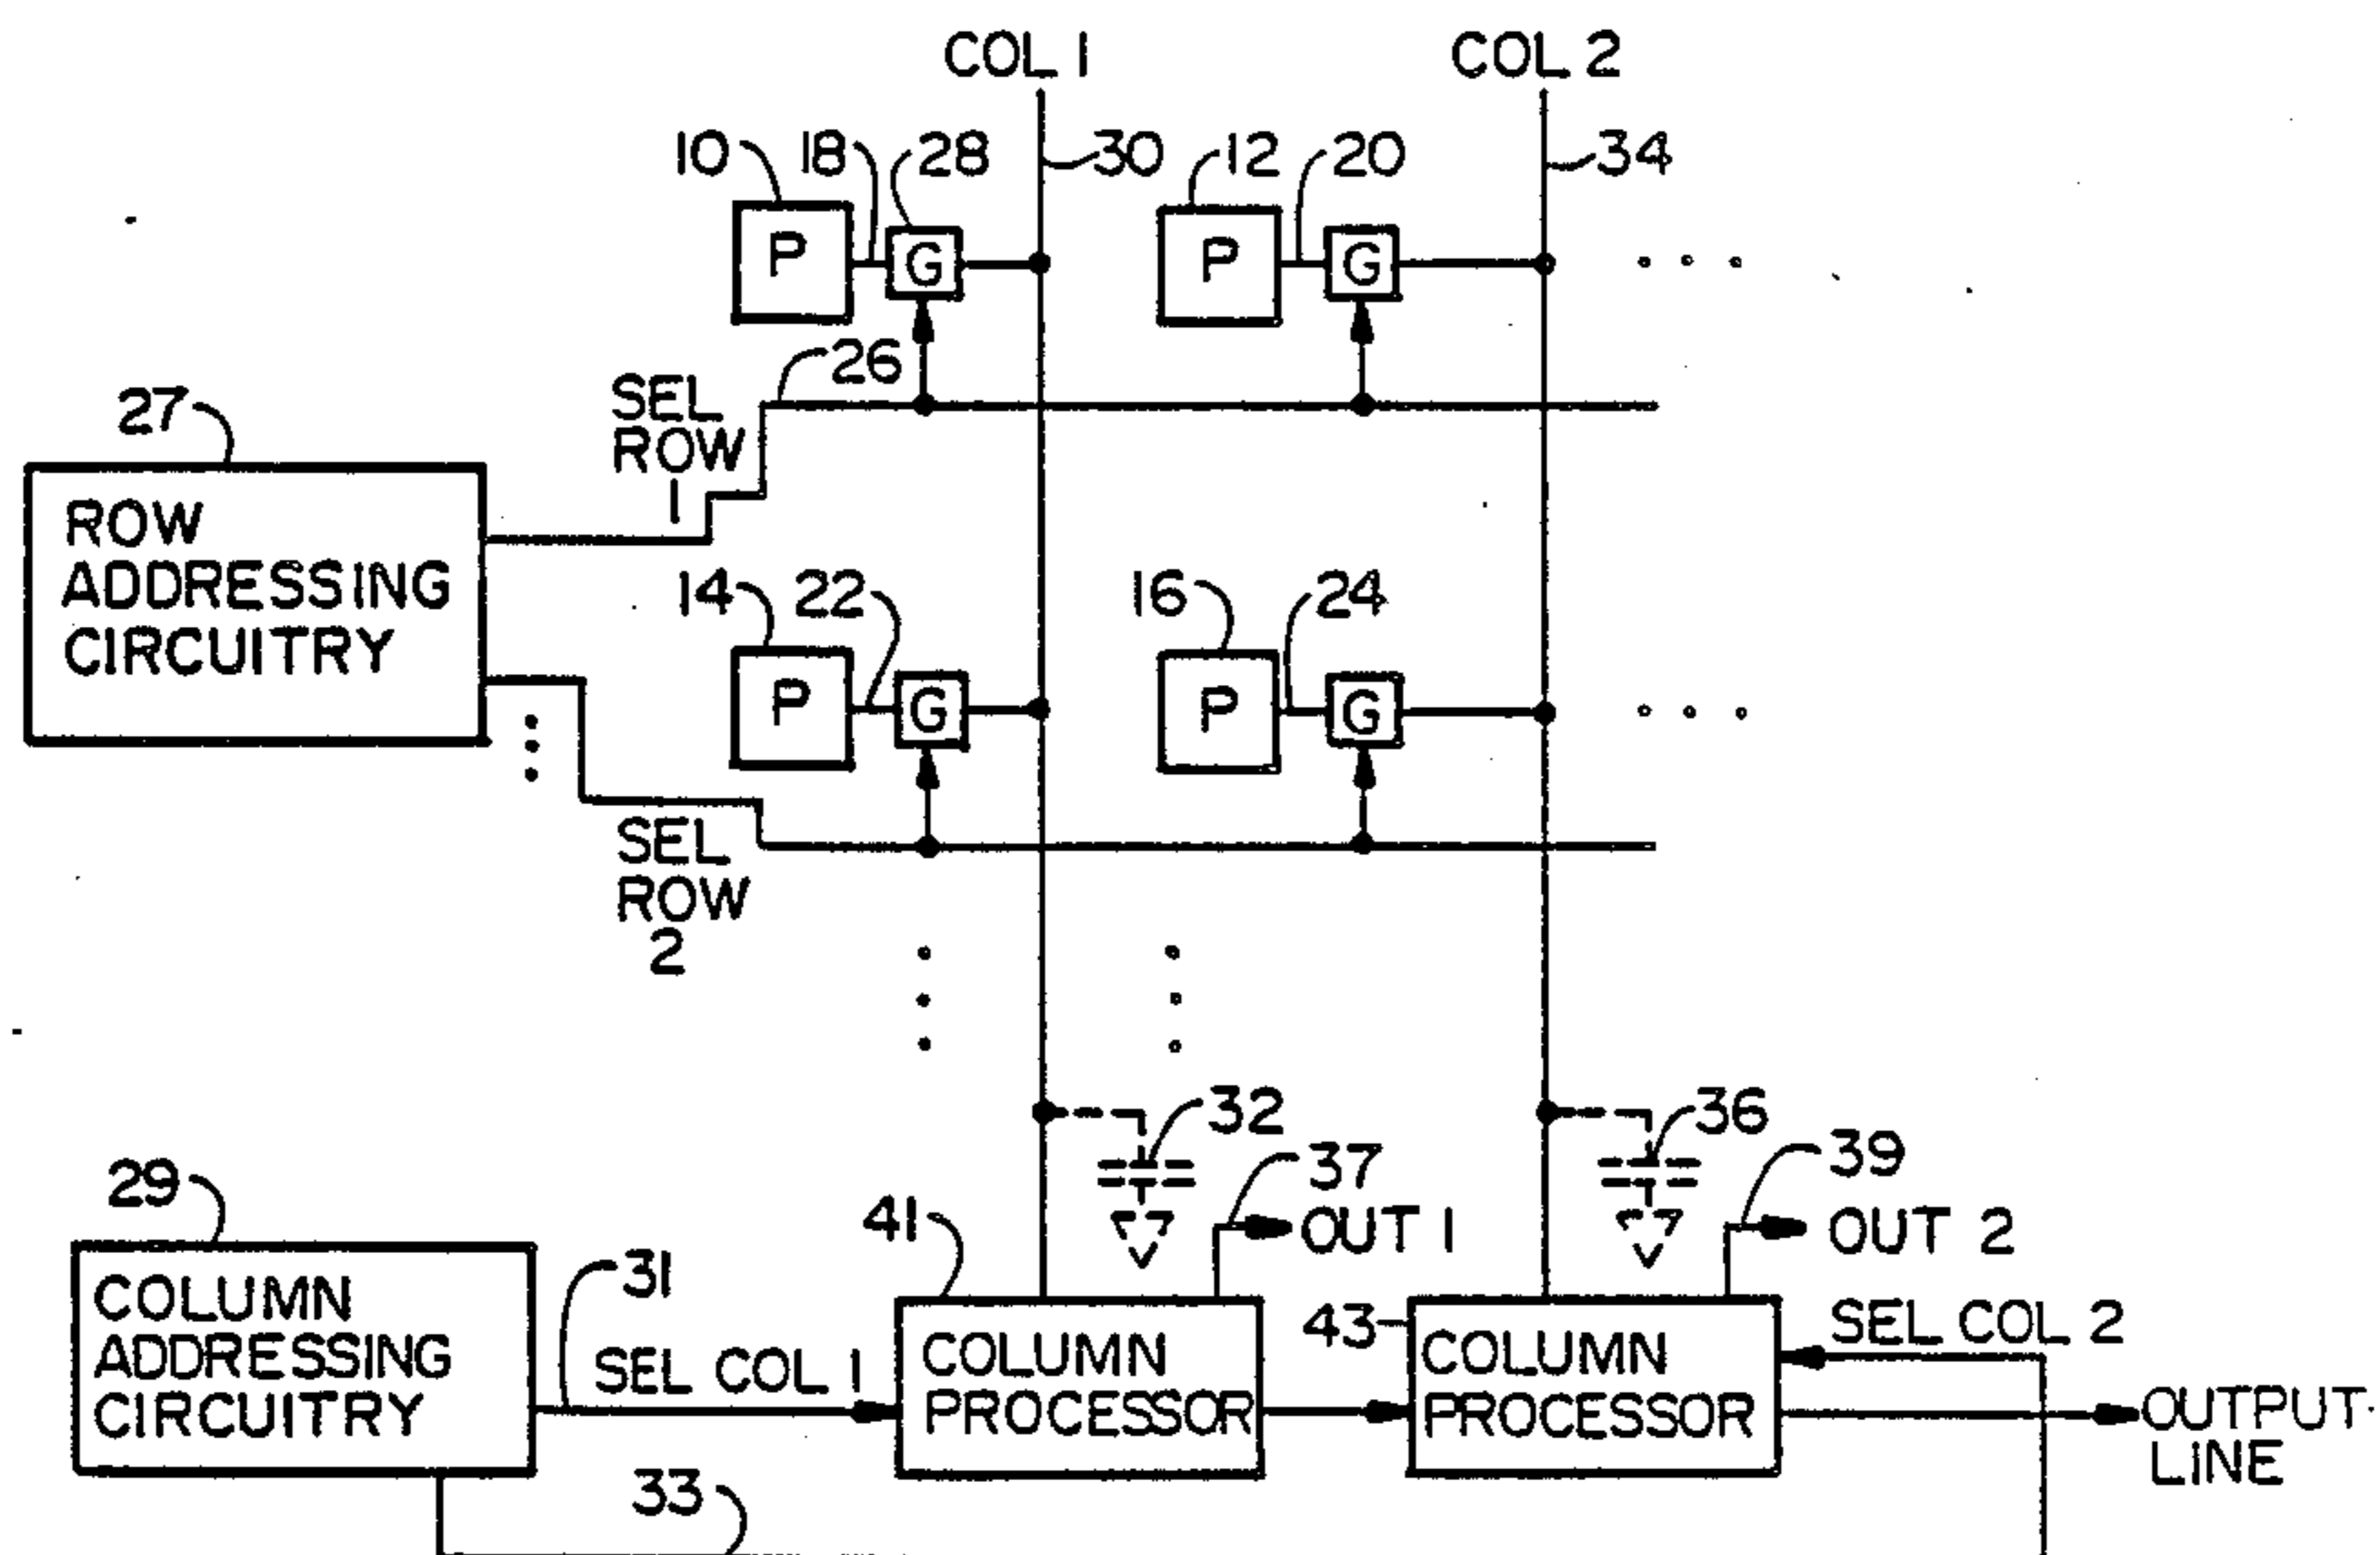 COL 1
COL 2
10
18
28
30
12
20
34
P
G
P
G
26
SEL
ROW
1
27
ROW
ADDRESSING
CIRCUITRY
14
22
16
24
P
G
P
G
SEL
ROW
2
32
36
37
39
29
41
OUT 1
OUT 2
COLUMN
ADDRESSING
CIRCUITRY
31
SEL COL 1
COLUMN
PROCESSOR
43
COLUMN
PROCESSOR
SEL COL 2
OUTPUT
LINE
33